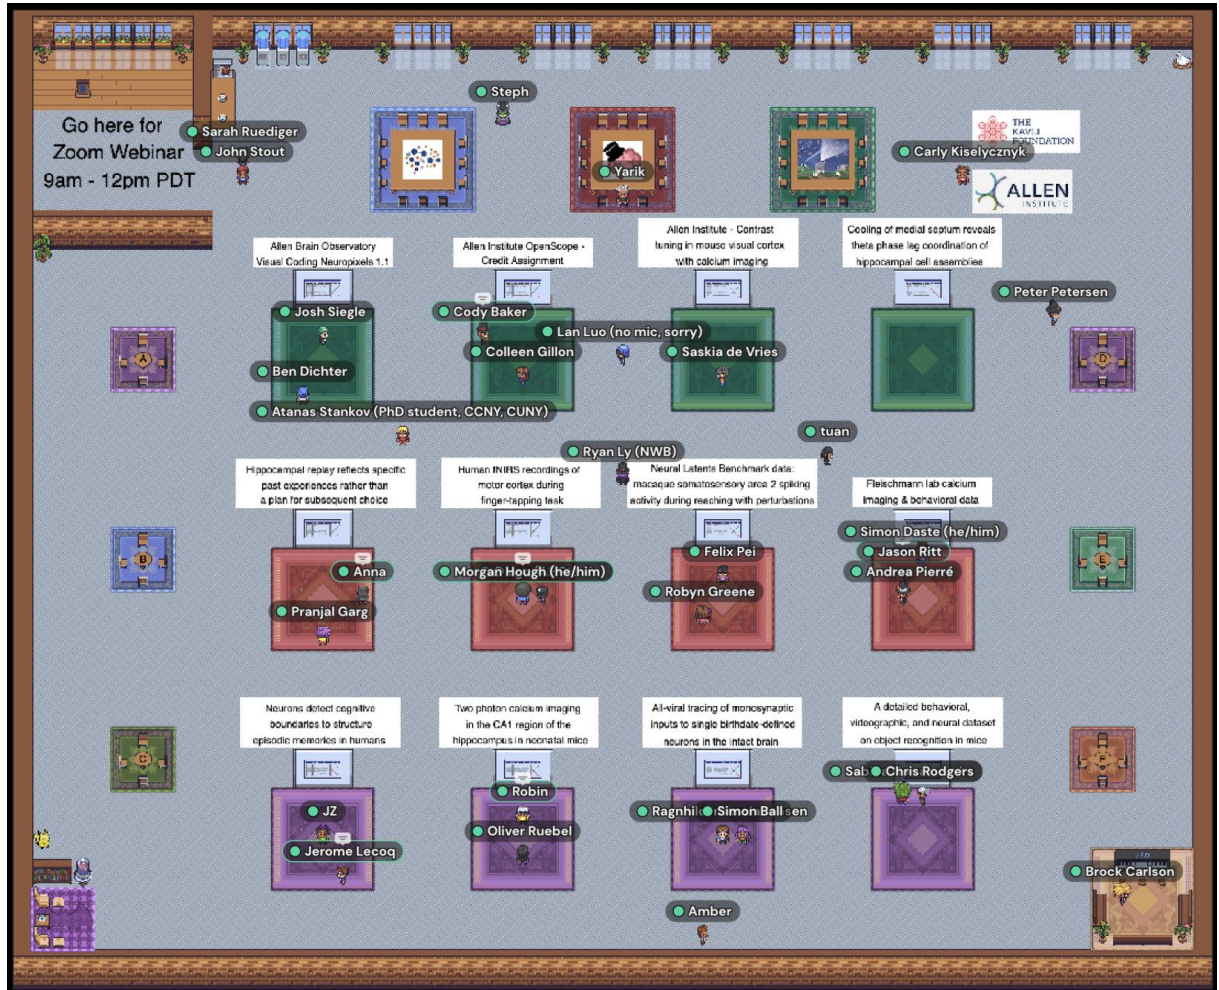 Steph
Go here for
Zoom Webinar
9am - 12pm PDT
Sarah Ruediger
John Stout
Yarik
Carly Kiselycznyk
THE
KAVLI
FOUNDATION
ALLEN
INSTITUTE
Allen Brain Observatory
Visual Coding Neuropixels 1.1
Allen Institute OpenScope -
Credit Assignment
Allen Institute - Contrast
tuning in mouse visual cortex
with calcium imaging
Cooling of medial septum reveals
theta phase lag coordination of
hippocampal cell assemblies
Peter Petersen
Josh Siegle
Cody Baker
Lan Luo (no mic, sorry)
Colleen Gillon
Saskia de Vries
A
D
Ben Dichter
Atanas Stankov (PhD student, CCNY, CUNY)
tuan
Ryan Ly (NWB)
Hippocampal replay reflects specific
past experiences rather than
a plan for subsequent choice
Human fNIRS recordings of
motor cortex during
finger-tapping task
Neural Latents Benchmark data:
macaque somatosensory area 2 spiking
activity during reaching with perturbations
Fleischmann lab calcium
imaging & behavioral data
Simon Daste (he/him)
Felix Pei
Jason Ritt
B
E
Anna
Morgan Hough (he/him)
Andrea Pierré
Robyn Greene
Pranjal Garg
Neurons detect cognitive
boundaries to structure
episodic memories in humans
Two photon calcium imaging
in the CA1 region of the
hippocampus in neonatal mice
All-viral tracing of monosynaptic
inputs to single birthdate-defined
neurons in the intact brain
A detailed behavioral,
videographic, and neural dataset
on object recognition in mice
C
F
Sab
Chris Rodgers
Robin
JZ
Ragnhil
Simon Ball
sen
Oliver Ruebel
Jerome Lecoq
Brock Carlson
Amber